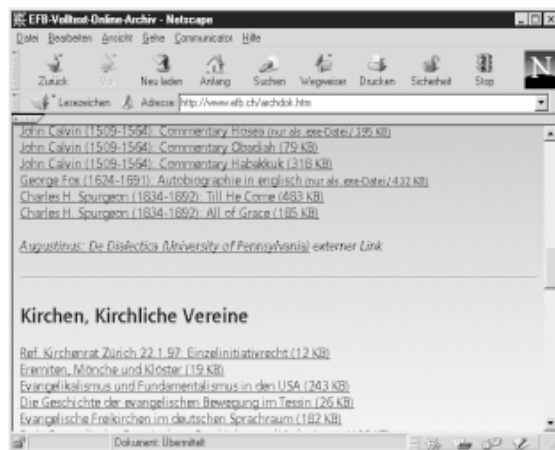 EFB-Volltext-Online-Archiv - Netscape
Datei Bearbeiten Ansicht Gehe Communicator Hilfe
Zurück Vor Neu laden Anfang Suchen Wegweiser Drucken Sicherheit Stop N
Lesezeichen Adresse http://www.efb.ch/archdok.htm
John Calvin (1509-1564): Commentary Hosea (nur als .exe-Datei / 395 KB)
John Calvin (1509-1564): Commentary Obadiah (79 KB)
John Calvin (1509-1564): Commentary Habakkuk (318 KB)
George Fox (1624-1691): Autobiographie in englisch (nur als .exe-Datei / 432 KB)
Charles H. Spurgeon (1834-1892): Till He Come (483 KB)
Charles H. Spurgeon (1834-1892): All of Grace (185 KB)
Augustinus: De Dialectica (University of Pennsylvania) externer Link
Kirchen, Kirchliche Vereine
Ref. Kirchenrat Zürich 22.1.97: Einzelinitiativrecht (12 KB)
Eremiten, Mönche und Klöster (19 KB)
Evangelikalismus und Fundamentalismus in den USA (243 KB)
Die Geschichte der evangelischen Bewegung im Tessin (26 KB)
Evangelische Freikirchen im deutschen Sprachraum (182 KB)
Dokument: Übermittelt